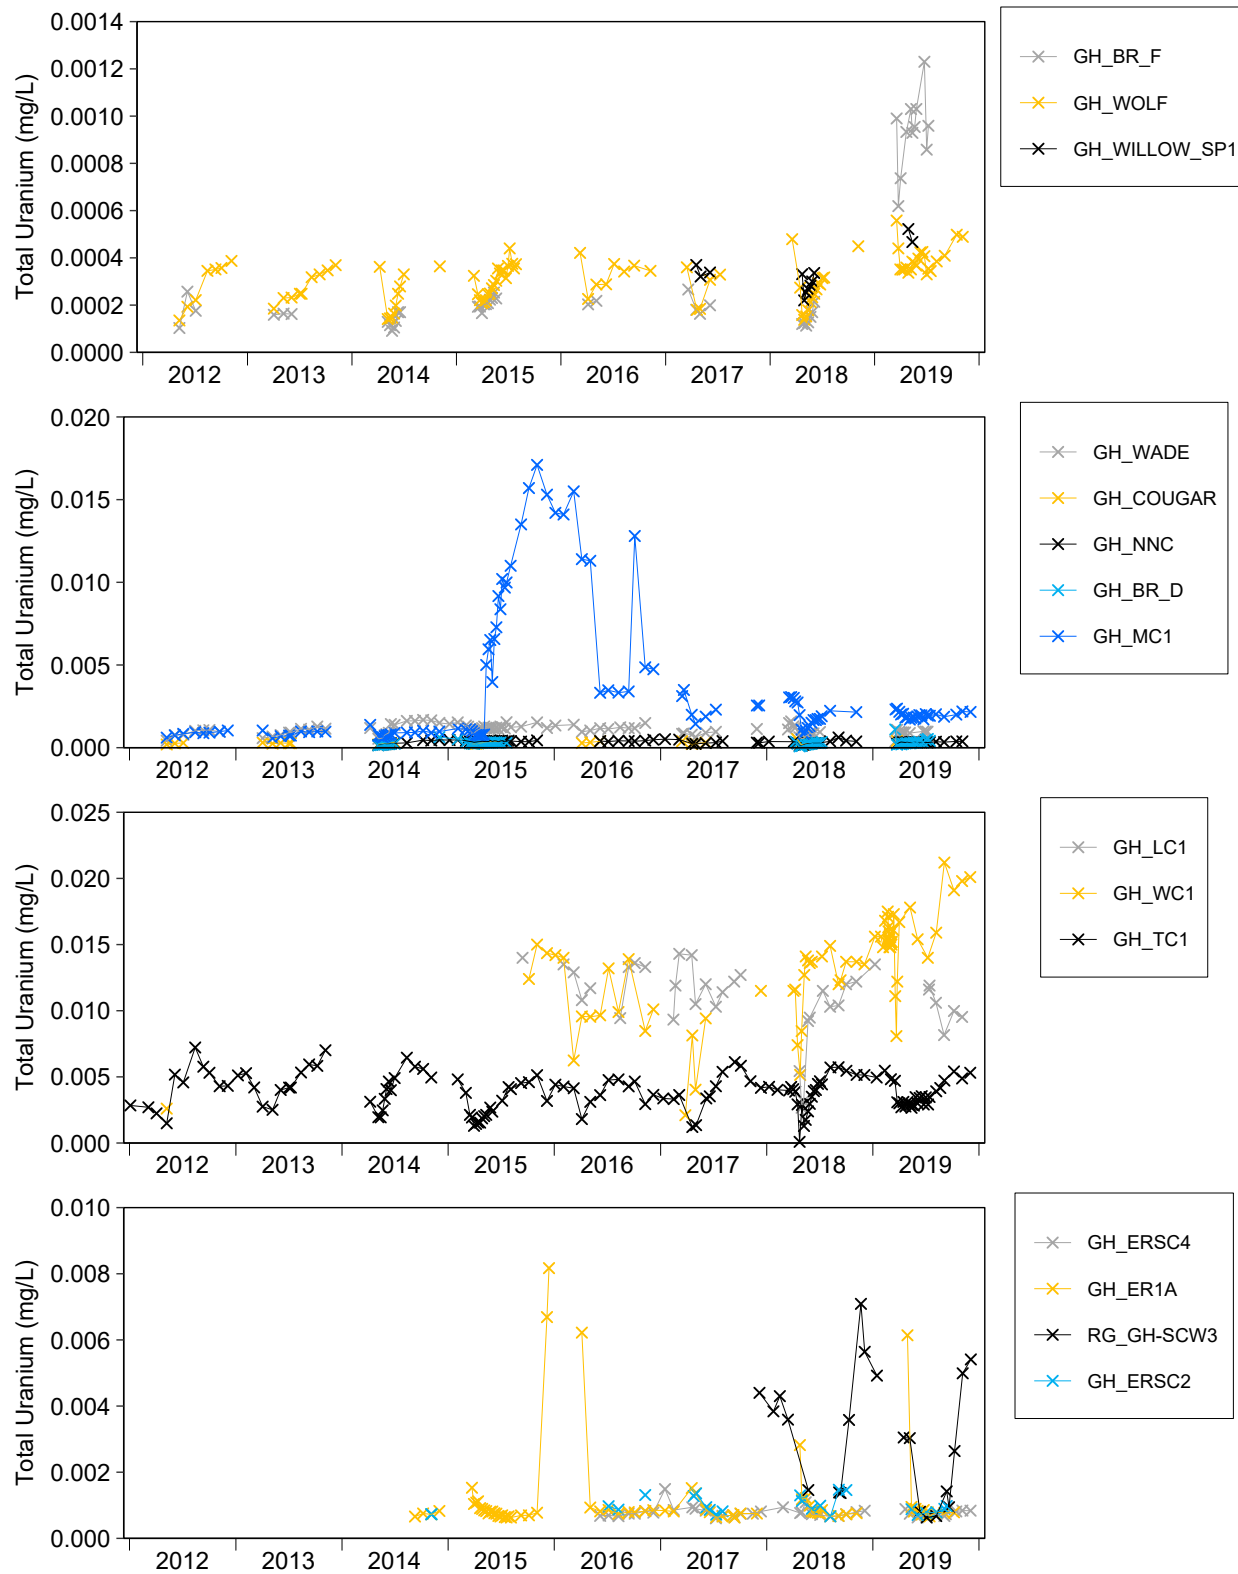 Total Uranium (mg/L)
0.0014
0.0012
0.0010
0.0008
0.0006
0.0004
0.0002
0.0000
2012 2013 2014 2015 2016 2017 2018 2019
GH_BR_F
GH_WOLF
GH_WILLOW_SP1
Total Uranium (mg/L)
0.020
0.015
0.010
0.005
0.000
2012 2013 2014 2015 2016 2017 2018 2019
GH_WADE
GH_COUGAR
GH_NNC
GH_BR_D
GH_MC1
Total Uranium (mg/L)
0.025
0.020
0.015
0.010
0.005
0.000
2012 2013 2014 2015 2016 2017 2018 2019
GH_LC1
GH_WC1
GH_TC1
Total Uranium (mg/L)
0.010
0.008
0.006
0.004
0.002
0.000
2012 2013 2014 2015 2016 2017 2018 2019
GH_ERSC4
GH_ER1A
RG_GH-SCW3
GH_ERSC2